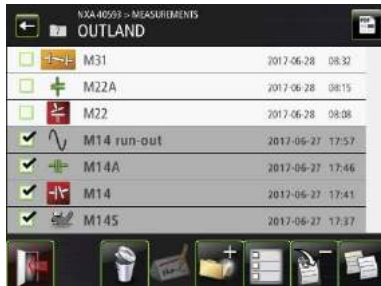 NXA 40593 > MEASUREMENTS
OUTLAND
PDF
M31 2017-06-28 08:32
M22A 2017-06-28 08:15
M22 2017-06-28 08:08
M14 run-out 2017-06-27 17:57
M14A 2017-06-27 17:46
M14 2017-06-27 17:41
M14S 2017-06-27 17:37